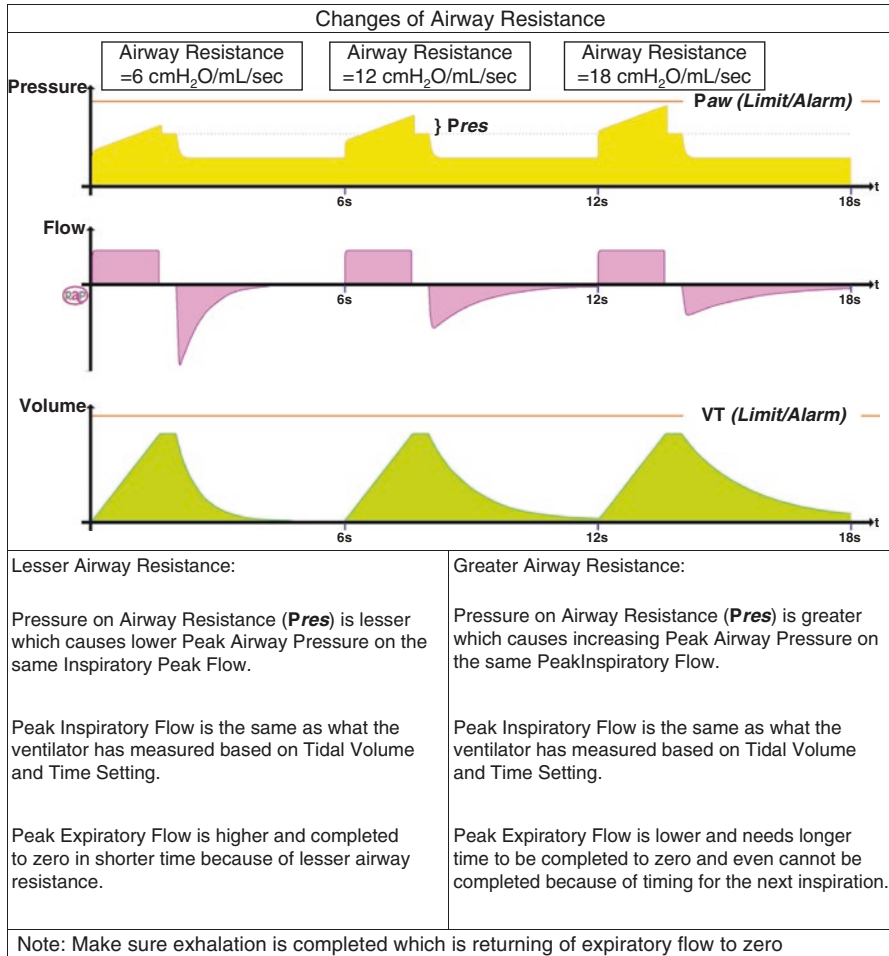 Changes of Airway Resistance
Airway Resistance
=6 cmH₂O/mL/sec
Airway Resistance
=12 cmH₂O/mL/sec
Airway Resistance
=18 cmH₂O/mL/sec
Pressure
Paw (Limit/Alarm)
} Pres
t
6s
12s
18s
Flow
RaP
t
6s
12s
18s
Volume
VT (Limit/Alarm)
t
6s
12s
18s
Lesser Airway Resistance:
Pressure on Airway Resistance (Pres) is lesser
which causes lower Peak Airway Pressure on the
same Inspiratory Peak Flow.
Peak Inspiratory Flow is the same as what the
ventilator has measured based on Tidal Volume
and Time Setting.
Peak Expiratory Flow is higher and completed
to zero in shorter time because of lesser airway
resistance.
Greater Airway Resistance:
Pressure on Airway Resistance (Pres) is greater
which causes increasing Peak Airway Pressure on
the same PeakInspiratory Flow.
Peak Inspiratory Flow is the same as what the
ventilator has measured based on Tidal Volume
and Time Setting.
Peak Expiratory Flow is lower and needs longer
time to be completed to zero and even cannot be
completed because of timing for the next inspiration.
Note: Make sure exhalation is completed which is returning of expiratory flow to zero